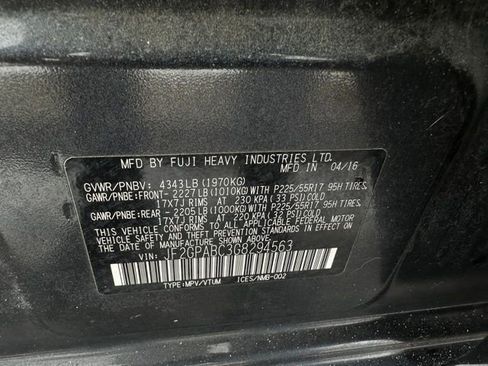 MFD BY FUJI HEAVY INDUSTRIES LTD.
MFD IN 04/16
GVWR/PNBV: 4343LB (1970KG)
GAWR/PNBE:FRONT- 2227LB (1010KG) WITH P225/55R17 95H TIRES,
17X7J RIMS AT 230 KPA (33 PSI) COLD
GAWR/PNBE:REAR - 2205LB (1000KG) WITH P225/55R17 95H TIRES,
17X7J RIMS AT 220 KPA (32 PSI) COLD
THIS VEHICLE CONFORMS TO ALL APPLICABLE FEDERAL MOTOR
VEHICLE SAFETY, BUMPER, AND THEFT PREVENTION STANDARDS
IN EFFECT ON THE DATE OF MANUFACTURE SHOWN ABOVE.
VIN: JF2GPABC3G8294563
TYPE:MPV/VTUM ICES/NMB-002